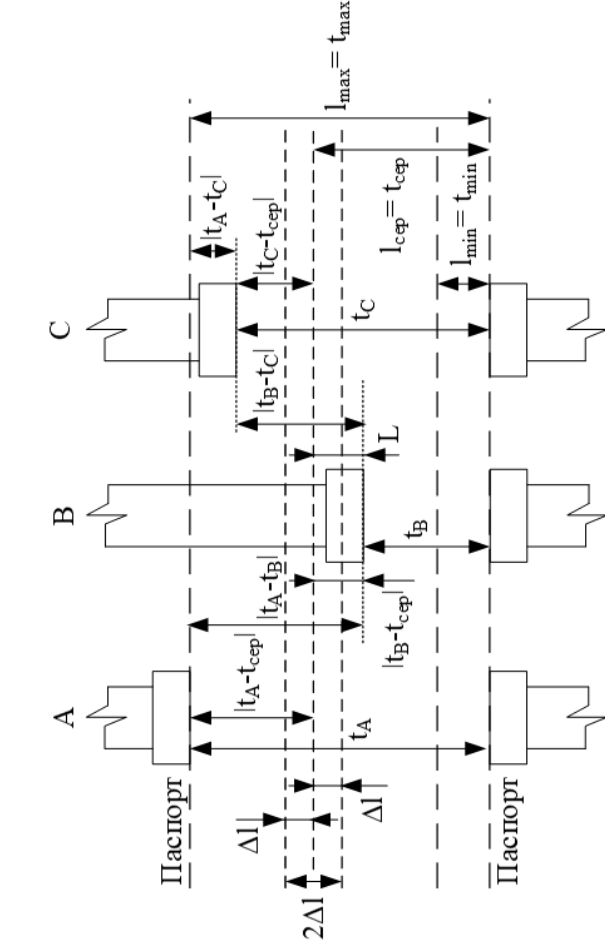 A
B
C
Паспорт
Паспорт
2Δl
Δl
Δl
t_A
|t_A-t_сер|
|t_A-t_B|
|t_B-t_сер|
t_B
L
|t_B-t_C|
t_C
|t_C-t_сер|
|t_A-t_C|
l_сер= t_сер
l_min= t_min
l_max= t_max